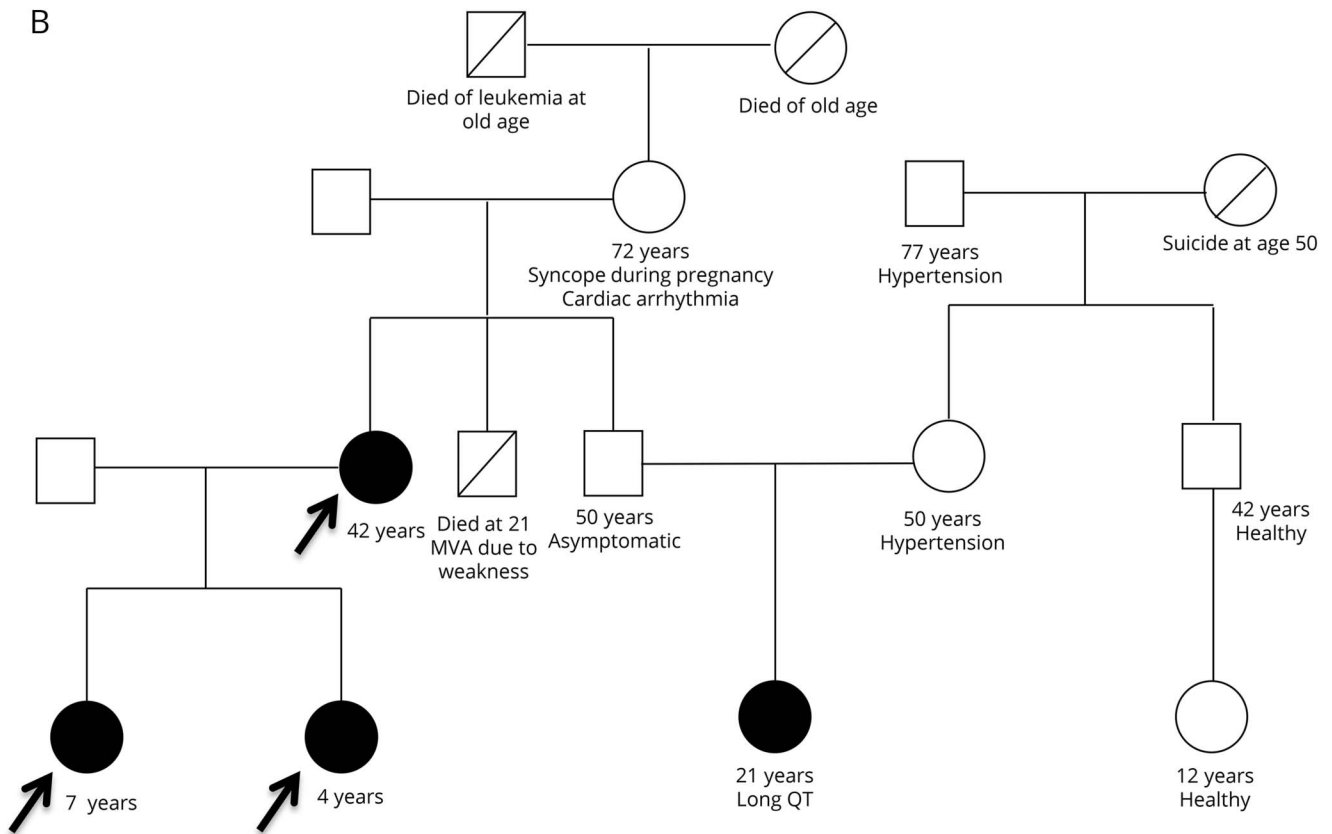 B
Died of leukemia at
old age
Died of old age
72 years
Syncope during pregnancy
Cardiac arrhythmia
77 years
Hypertension
Suicide at age 50
42 years
Died at 21
MVA due to
weakness
50 years
Asymptomatic
50 years
Hypertension
42 years
Healthy
7 years
4 years
21 years
Long QT
12 years
Healthy